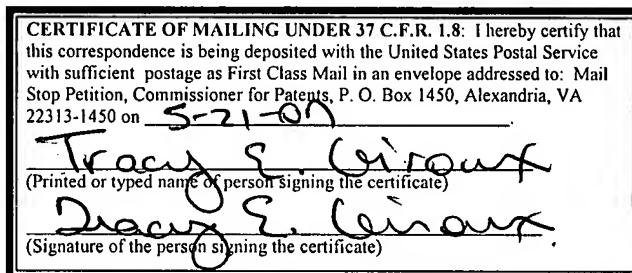 CERTIFICATE OF MAILING UNDER 37 C.F.R. 1.8: I hereby certify that
this correspondence is being deposited with the United States Postal Service
with sufficient postage as First Class Mail in an envelope addressed to: Mail
Stop Petition, Commissioner for Patents, P. O. Box 1450, Alexandria, VA
22313-1450 on 5-21-07
Tracy E. Giroux
(Printed or typed name of person signing the certificate)
Tracy E. Giroux
(Signature of the person signing the certificate)